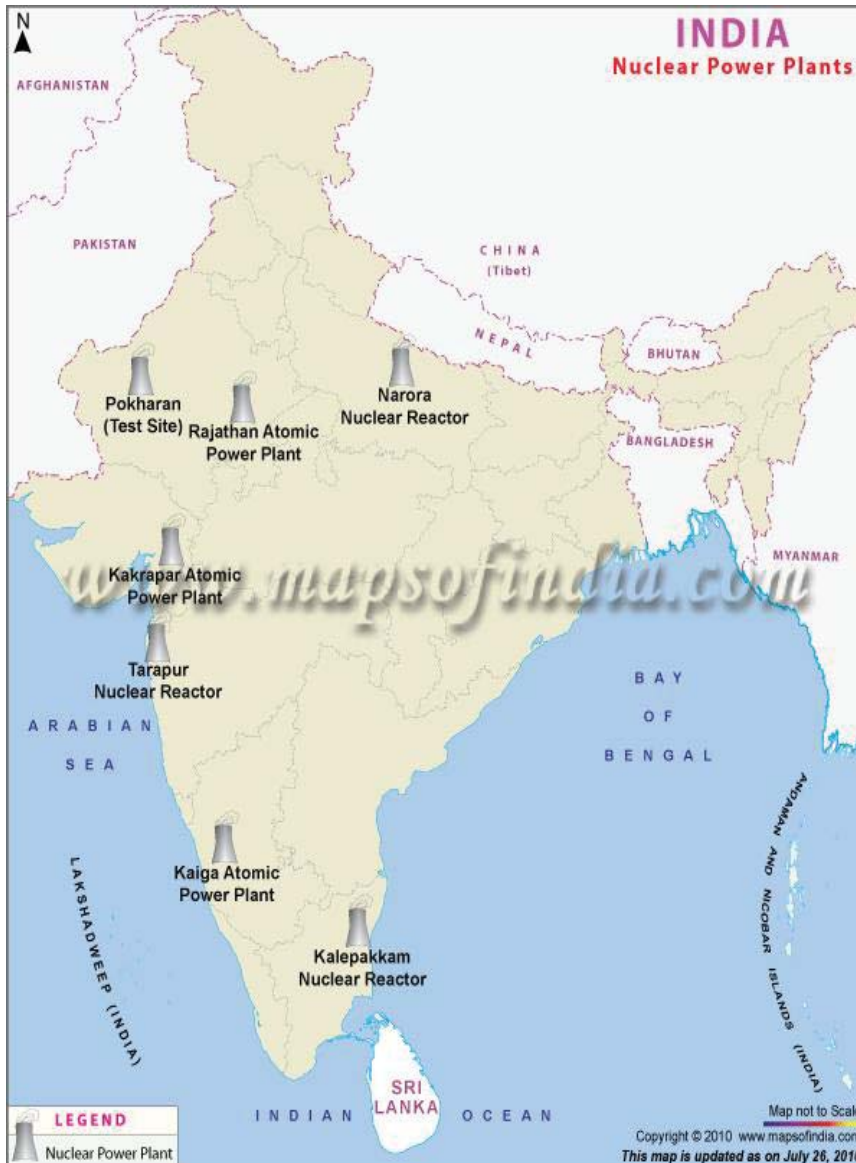 N
INDIA
Nuclear Power Plants
AFGHANISTAN
PAKISTAN
CHINA
(Tibet)
NEPAL
BHUTAN
BANGLADESH
MYANMAR
Pokharan
(Test Site)
Rajathan Atomic
Power Plant
Narora
Nuclear Reactor
Kakrapar Atomic
Power Plant
www.mapsofindia.com
Tarapur
Nuclear Reactor
ARABIAN
SEA
BAY
OF
BENGAL
Kaiga Atomic
Power Plant
Kalepakkam
Nuclear Reactor
LAKSHADWEEP (INDIA)
ANDAMAN AND NICOBAR ISLANDS (INDIA)
SRI
LANKA
INDIAN OCEAN
LEGEND
Nuclear Power Plant
Map not to Scale
Copyright © 2010 www.mapsofindia.com
This map is updated as on July 26, 2010